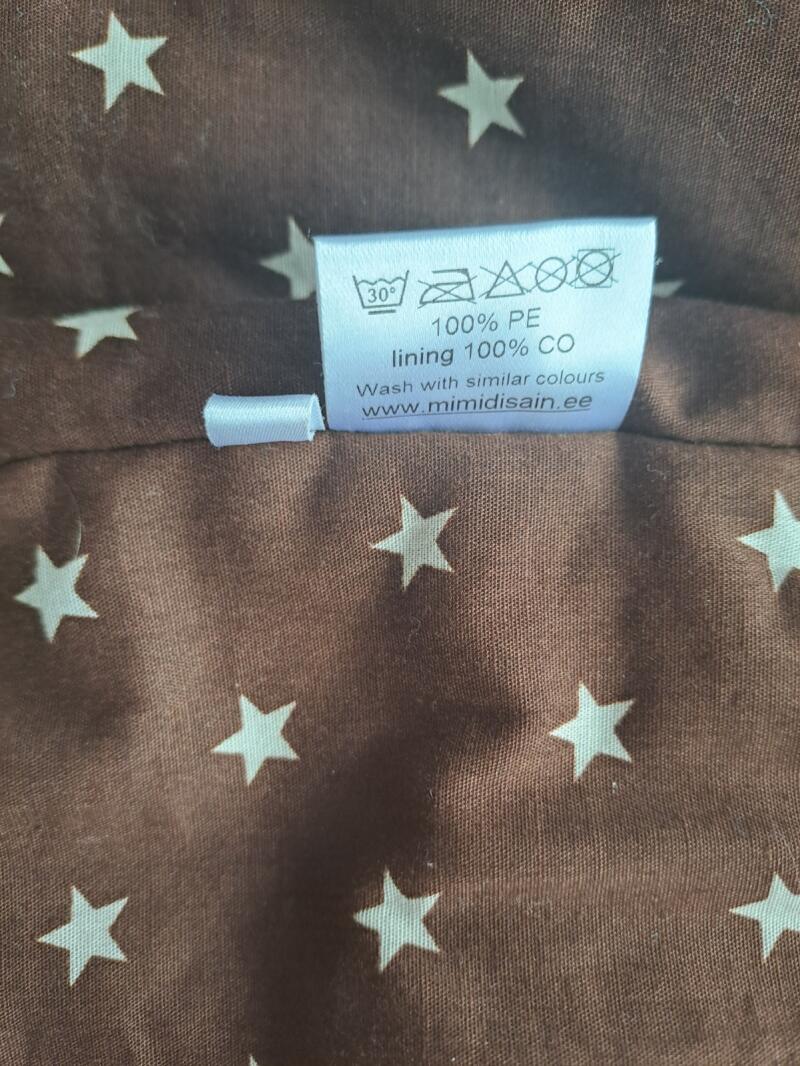 30°
100% PE
lining 100% CO
Wash with similar colours
www.mimidisain.ee